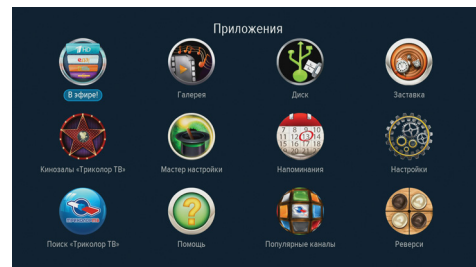 Приложения
В эфире!
Галерея
Диск
Заставка
Кинозалы «Триколор ТВ»
Мастер настройки
Напоминания
Настройки
Поиск «Триколор ТВ»
Помощь
Популярные каналы
Реверси